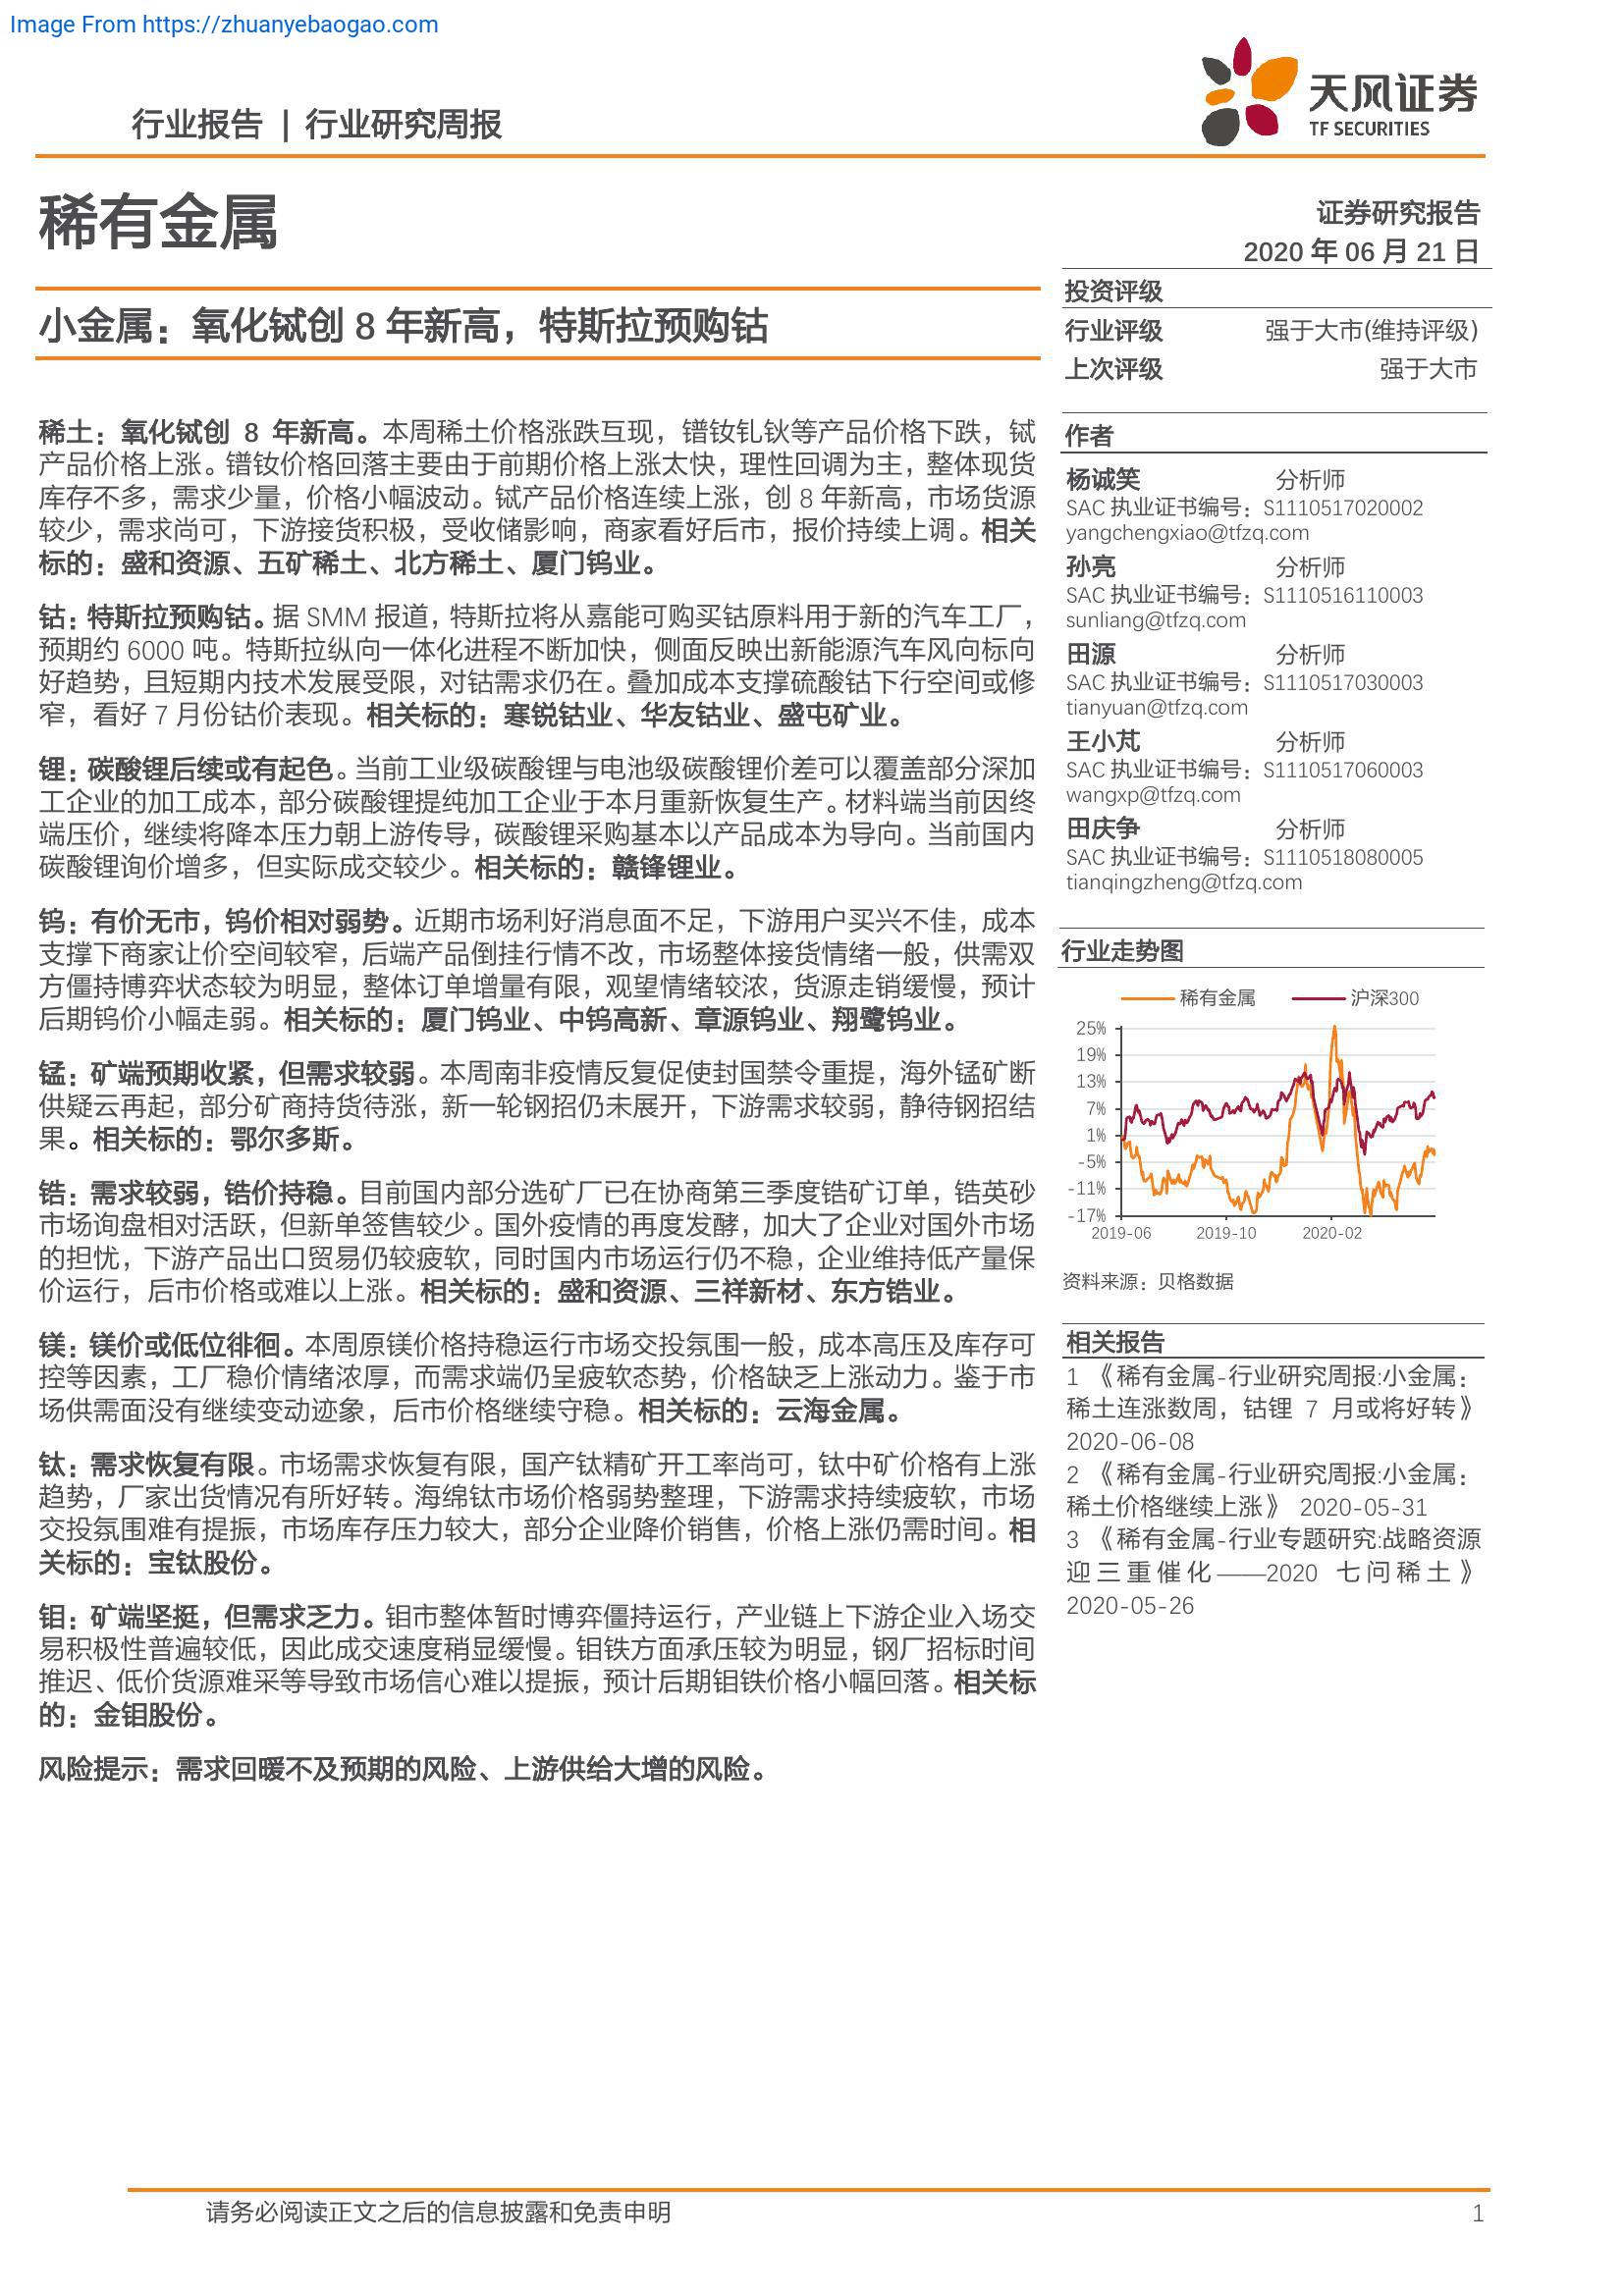 Image From https://zhuanyebaogao.com
行业报告 | 行业研究周报
天风证券
TF SECURITIES
稀有金属
证券研究报告
2020 年 06 月 21 日
小金属：氧化铽创 8 年新高，特斯拉预购钴
投资评级
行业评级 强于大市(维持评级)
上次评级 强于大市
稀土：氧化铽创 8 年新高。本周稀土价格涨跌互现，镨钕钆钬等产品价格下跌，铽
产品价格上涨。镨钕价格回落主要由于前期价格上涨太快，理性回调为主，整体现货
库存不多，需求少量，价格小幅波动。铽产品价格连续上涨，创 8 年新高，市场货源
较少，需求尚可，下游接货积极，受收储影响，商家看好后市，报价持续上调。相关
标的：盛和资源、五矿稀土、北方稀土、厦门钨业。
钴：特斯拉预购钴。据 SMM 报道，特斯拉将从嘉能可购买钴原料用于新的汽车工厂，
预期约 6000 吨。特斯拉纵向一体化进程不断加快，侧面反映出新能源汽车风向标向
好趋势，且短期内技术发展受限，对钴需求仍在。叠加成本支撑硫酸钴下行空间或修
窄，看好 7 月份钴价表现。相关标的：寒锐钴业、华友钴业、盛屯矿业。
锂：碳酸锂后续或有起色。当前工业级碳酸锂与电池级碳酸锂价差可以覆盖部分深加
工企业的加工成本，部分碳酸锂提纯加工企业于本月重新恢复生产。材料端当前因终
端压价，继续将降本压力朝上游传导，碳酸锂采购基本以产品成本为导向。当前国内
碳酸锂询价增多，但实际成交较少。相关标的：赣锋锂业。
钨：有价无市，钨价相对弱势。近期市场利好消息面不足，下游用户买兴不佳，成本
支撑下商家让价空间较窄，后端产品倒挂行情不改，市场整体接货情绪一般，供需双
方僵持博弈状态较为明显，整体订单增量有限，观望情绪较浓，货源走销缓慢，预计
后期钨价小幅走弱。相关标的：厦门钨业、中钨高新、章源钨业、翔鹭钨业。
锰：矿端预期收紧，但需求较弱。本周南非疫情反复促使封国禁令重提，海外锰矿断
供疑云再起，部分矿商持货待涨，新一轮钢招仍未展开，下游需求较弱，静待钢招结
果。相关标的：鄂尔多斯。
锆：需求较弱，锆价持稳。目前国内部分选矿厂已在协商第三季度锆矿订单，锆英砂
市场询盘相对活跃，但新单签售较少。国外疫情的再度发酵，加大了企业对国外市场
的担忧，下游产品出口贸易仍较疲软，同时国内市场运行仍不稳，企业维持低产量保
价运行，后市价格或难以上涨。相关标的：盛和资源、三祥新材、东方锆业。
镁：镁价或低位徘徊。本周原镁价格持稳运行市场交投氛围一般，成本高压及库存可
控等因素，工厂稳价情绪浓厚，而需求端仍呈疲软态势，价格缺乏上涨动力。鉴于市
场供需面没有继续变动迹象，后市价格继续守稳。相关标的：云海金属。
钛：需求恢复有限。市场需求恢复有限，国产钛精矿开工率尚可，钛中矿价格有上涨
趋势，厂家出货情况有所好转。海绵钛市场价格弱势整理，下游需求持续疲软，市场
交投氛围难有提振，市场库存压力较大，部分企业降价销售，价格上涨仍需时间。相
关标的：宝钛股份。
钼：矿端坚挺，但需求乏力。钼市整体暂时博弈僵持运行，产业链上下游企业入场交
易积极性普遍较低，因此成交速度稍显缓慢。钼铁方面承压较为明显，钢厂招标时间
推迟、低价货源难采等导致市场信心难以提振，预计后期钼铁价格小幅回落。相关标
的：金钼股份。
风险提示：需求回暖不及预期的风险、上游供给大增的风险。
作者
杨诚笑 分析师
SAC 执业证书编号：S1110517020002
yangchengxiao@tfzq.com
孙亮 分析师
SAC 执业证书编号：S1110516110003
sunliang@tfzq.com
田源 分析师
SAC 执业证书编号：S1110517030003
tianyuan@tfzq.com
王小芃 分析师
SAC 执业证书编号：S1110517060003
wangxp@tfzq.com
田庆争 分析师
SAC 执业证书编号：S1110518080005
tianqingzheng@tfzq.com
行业走势图
稀有金属 沪深300
25%
19%
13%
7%
1%
-5%
-11%
-17%
2019-06 2019-10 2020-02
资料来源：贝格数据
相关报告
1 《稀有金属-行业研究周报:小金属：
稀土连涨数周，钴锂 7 月或将好转》
2020-06-08
2 《稀有金属-行业研究周报:小金属：
稀土价格继续上涨》 2020-05-31
3 《稀有金属-行业专题研究:战略资源
迎三重催化——2020 七问稀土》
2020-05-26
请务必阅读正文之后的信息披露和免责申明 1